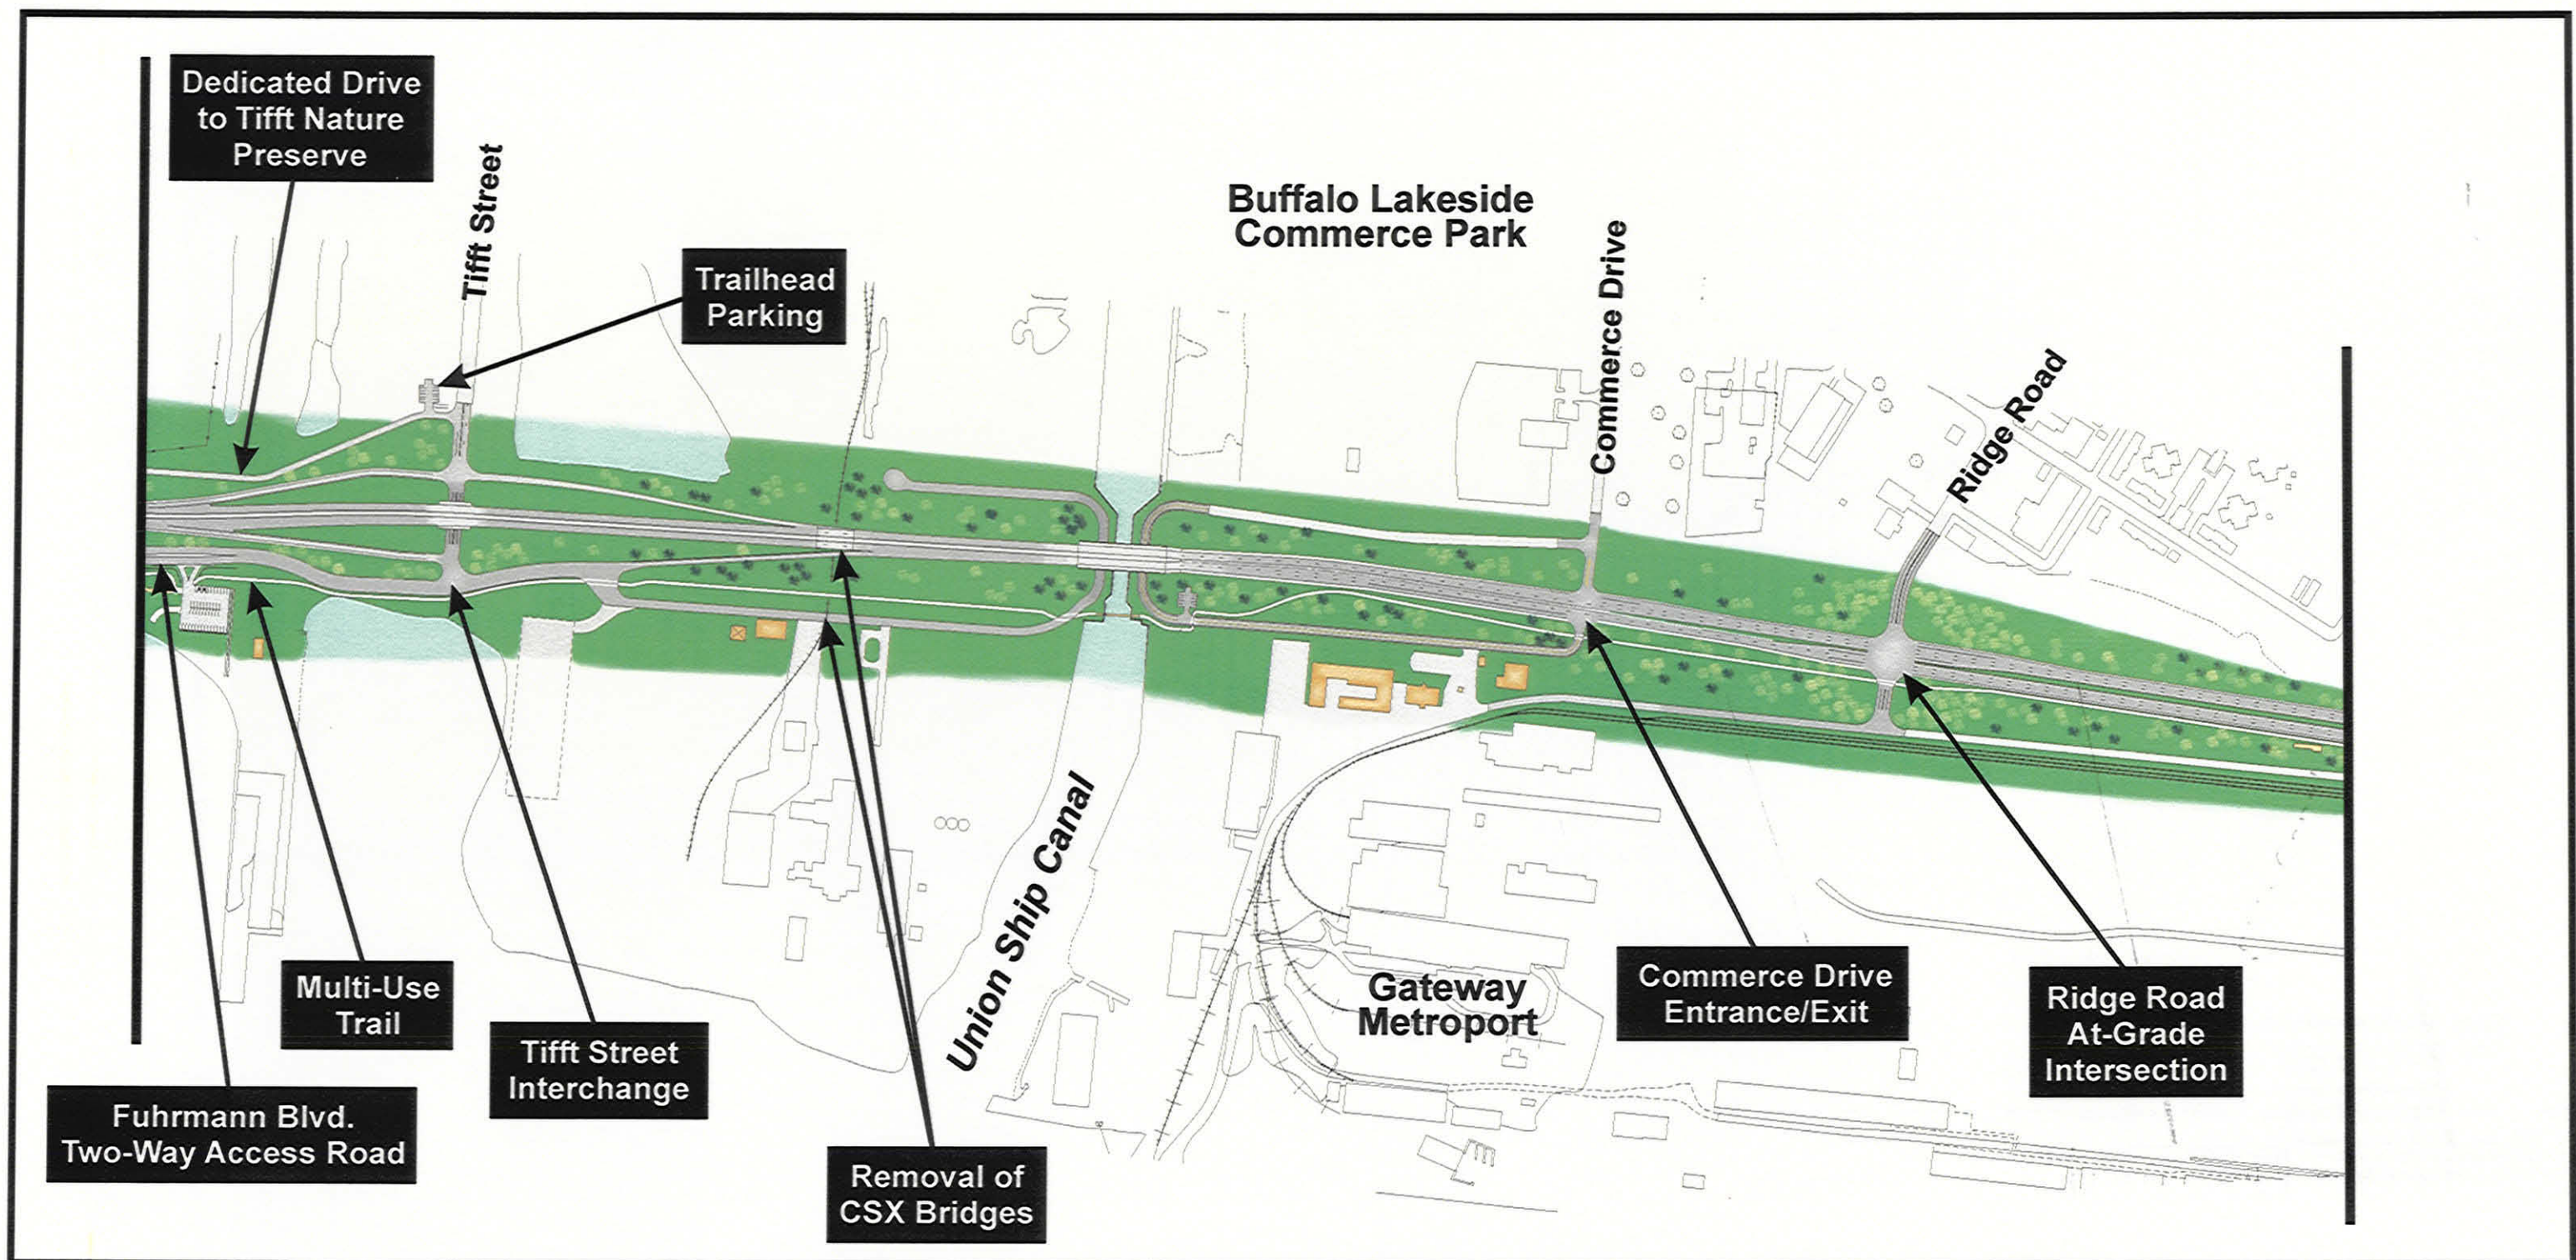 Dedicated Drive
to Tifft Nature
Preserve
Tifft Street
Trailhead
Parking
Buffalo Lakeside
Commerce Park
Commerce Drive
Ridge Road
Union Ship Canal
Gateway
Metroport
Fuhrmann Blvd.
Two-Way Access Road
Multi-Use
Trail
Tifft Street
Interchange
Removal of
CSX Bridges
Commerce Drive
Entrance/Exit
Ridge Road
At-Grade
Intersection